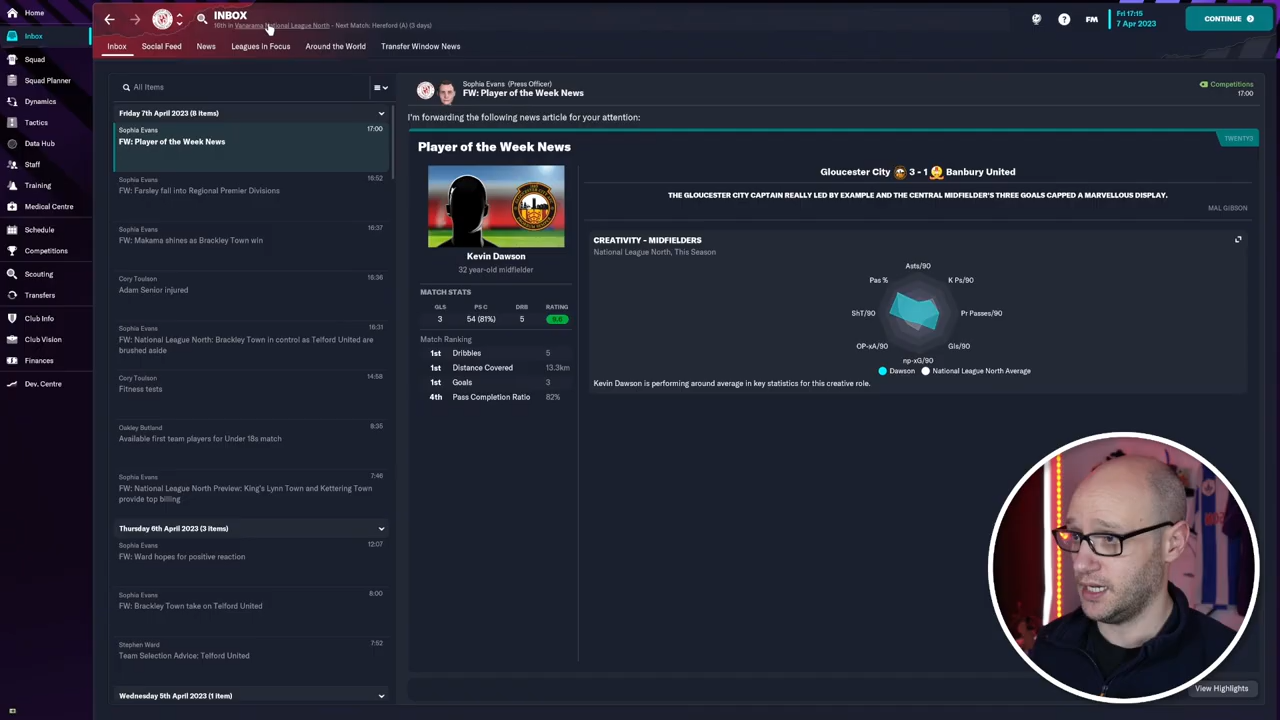 INBOX
16th in Vanarama National League North - Next Match: Hereford (A) (3 days)
FM
Fri 17:15
7 Apr 2023
CONTINUE
Home
Inbox
Squad
Squad Planner
Dynamics
Tactics
Data Hub
Staff
Training
Medical Centre
Schedule
Competitions
Scouting
Transfers
Club Info
Club Vision
Finances
Dev. Centre
Inbox
Social Feed
News
Leagues in Focus
Around the World
Transfer Window News
All Items
Friday 7th April 2023 (8 items)
Sophia Evans 17:00
FW: Player of the Week News
Sophia Evans 16:52
FW: Farsley fall into Regional Premier Divisions
Sophia Evans 16:37
FW: Makama shines as Brackley Town win
Cory Toulson 16:36
Adam Senior injured
Sophia Evans 16:31
FW: National League North: Brackley Town in control as Telford United are
brushed aside
Cory Toulson 14:58
Fitness tests
Oakley Butland 8:35
Available first team players for Under 18s match
Sophia Evans 7:46
FW: National League North Preview: King's Lynn Town and Kettering Town
provide top billing
Thursday 6th April 2023 (3 items)
Sophia Evans 12:07
FW: Ward hopes for positive reaction
Sophia Evans 8:00
FW: Brackley Town take on Telford United
Stephen Ward 7:52
Team Selection Advice: Telford United
Wednesday 5th April 2023 (1 item)
Sophia Evans (Press Officer)
FW: Player of the Week News
Competitions
17:00
I'm forwarding the following news article for your attention:
TWENTY3
Player of the Week News
Kevin Dawson
32 year-old midfielder
MATCH STATS
GLS PS C DRB RATING
3 54 (81%) 5
Match Ranking
1st Dribbles 5
1st Distance Covered 13.3km
1st Goals 3
4th Pass Completion Ratio 82%
Gloucester City 3 - 1 Banbury United
THE GLOUCESTER CITY CAPTAIN REALLY LED BY EXAMPLE AND THE CENTRAL MIDFIELDER'S THREE GOALS CAPPED A MARVELLOUS DISPLAY.
MAL GIBSON
CREATIVITY - MIDFIELDERS
National League North, This Season
Asts/90
Pas %
K Ps/90
ShT/90
Pr Passes/90
OP-xA/90
Gls/90
np-xG/90
Dawson
National League North Average
Kevin Dawson is performing around average in key statistics for this creative role.
View Highlights